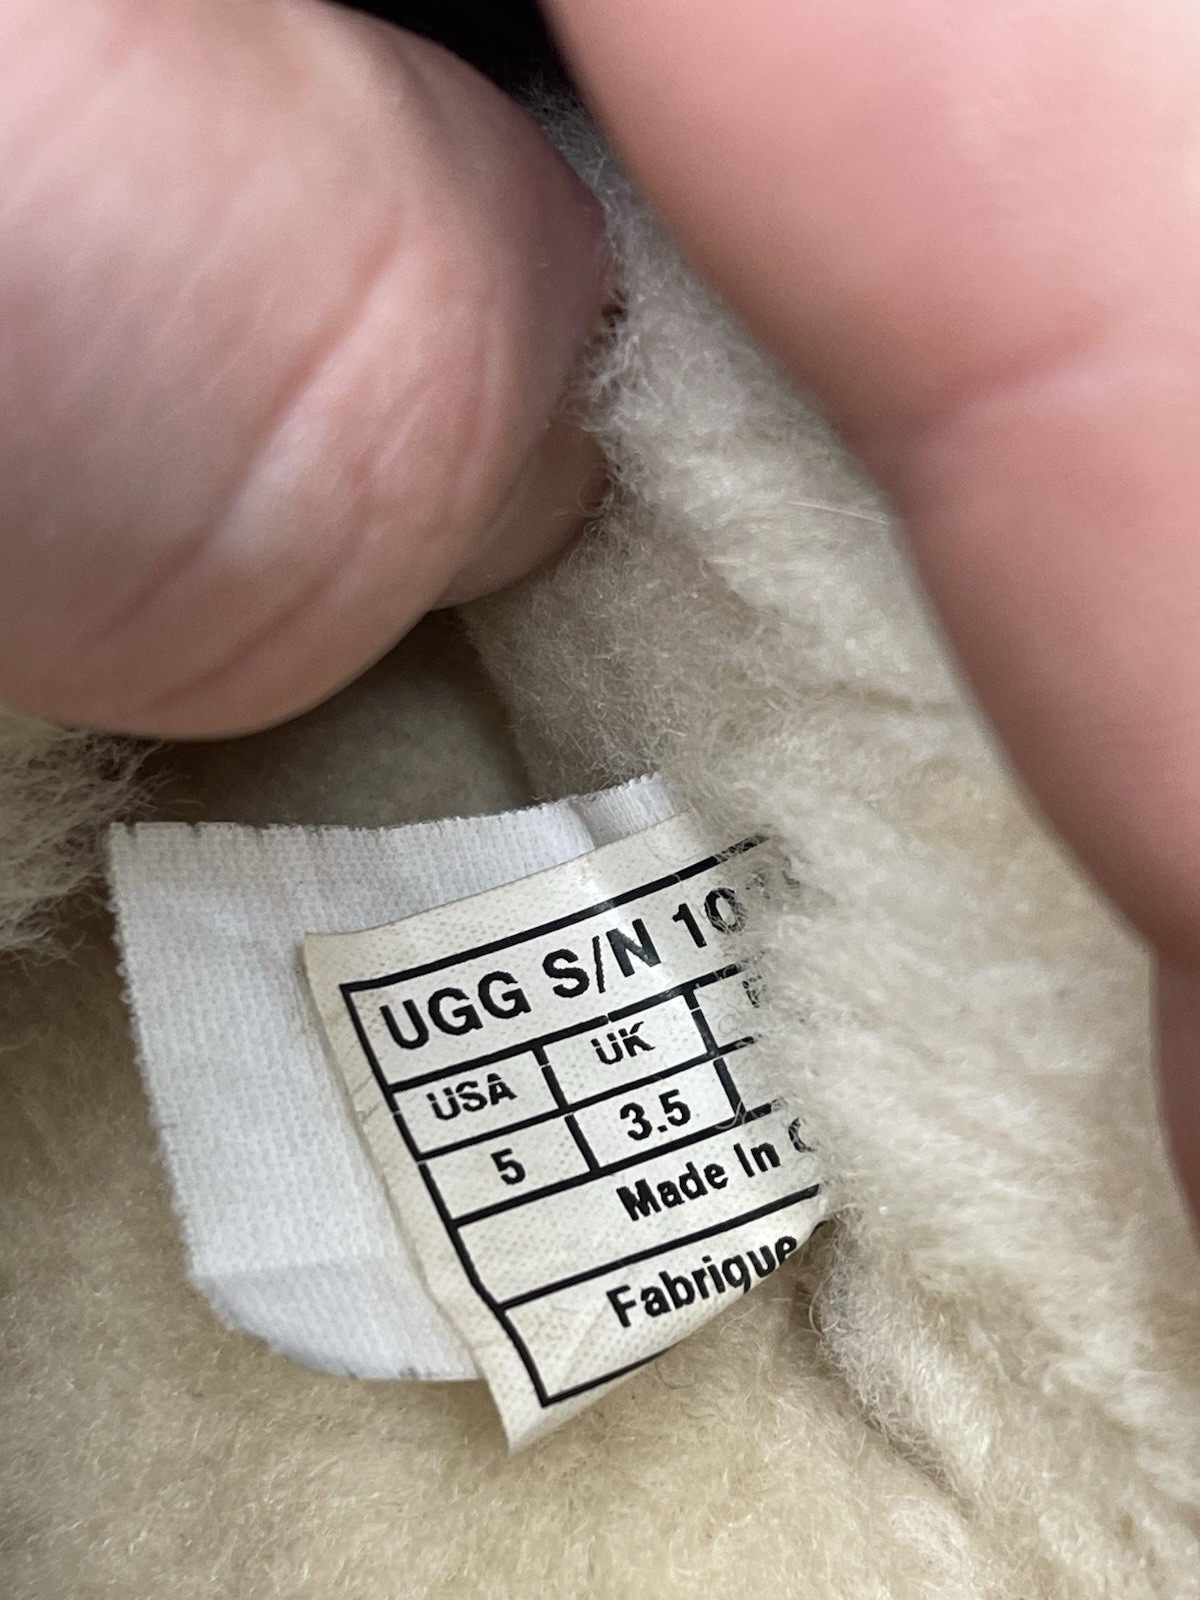 UGG S/N 10
USA UK
5 3.5
Made In
Fabrique